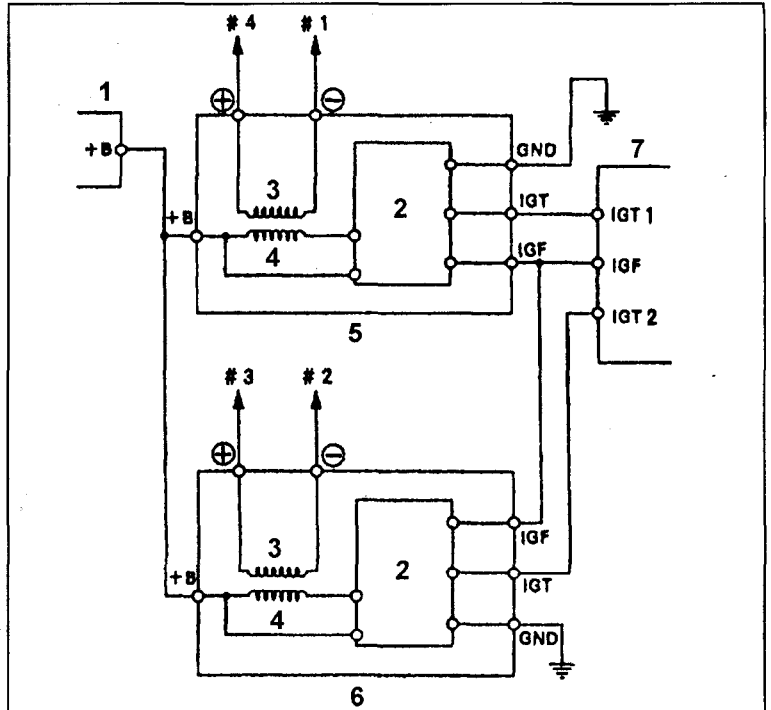 # 4 # 1
1
⊕ ⊖
+B
GND
7
3
2
IGT
IGT 1
+B
4
IGF
IGF
IGT 2
5
# 3 # 2
⊕ ⊖
3
2
IGF
+B
4
IGT
GND
6